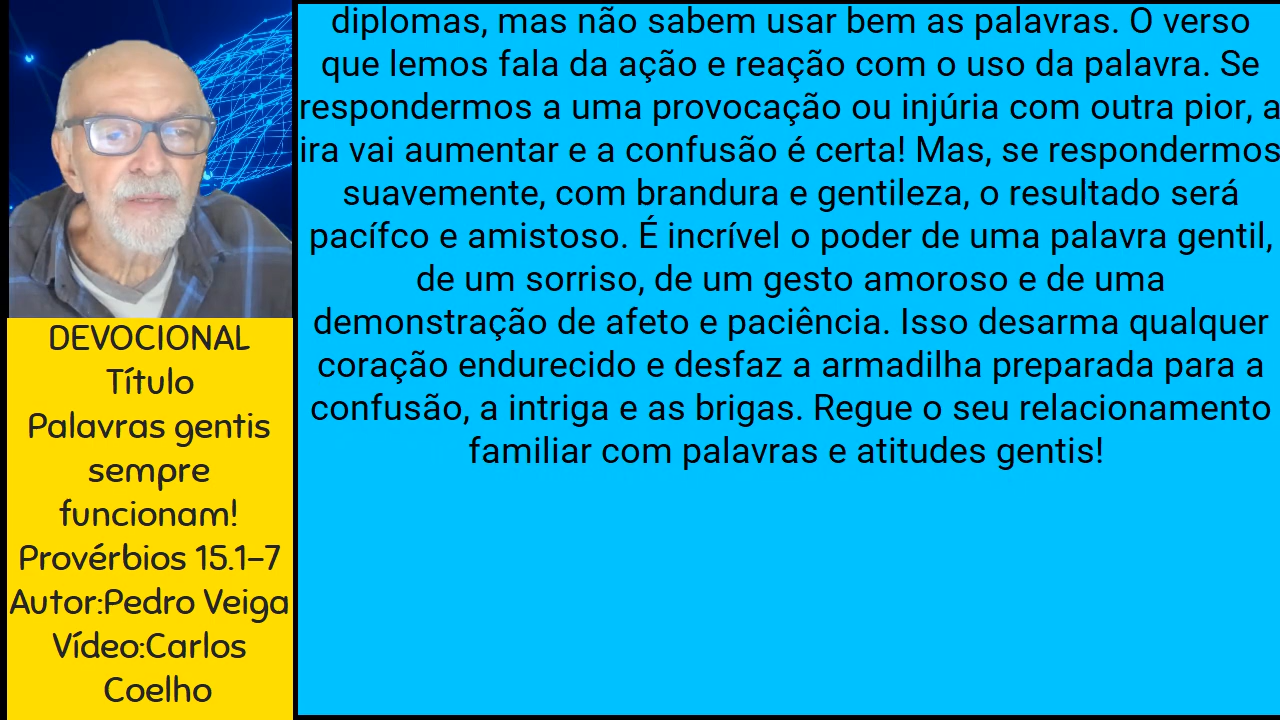 diplomas, mas não sabem usar bem as palavras. O verso
que lemos fala da ação e reação com o uso da palavra. Se
respondermos a uma provocação ou injúria com outra pior, a
ira vai aumentar e a confusão é certa! Mas, se respondermos
suavemente, com brandura e gentileza, o resultado será
pacífco e amistoso. É incrível o poder de uma palavra gentil,
de um sorriso, de um gesto amoroso e de uma
demonstração de afeto e paciência. Isso desarma qualquer
coração endurecido e desfaz a armadilha preparada para a
confusão, a intriga e as brigas. Regue o seu relacionamento
familiar com palavras e atitudes gentis!
DEVOCIONAL
Título
Palavras gentis
sempre
funcionam!
Provérbios 15.1-7
Autor:Pedro Veiga
Vídeo:Carlos
Coelho